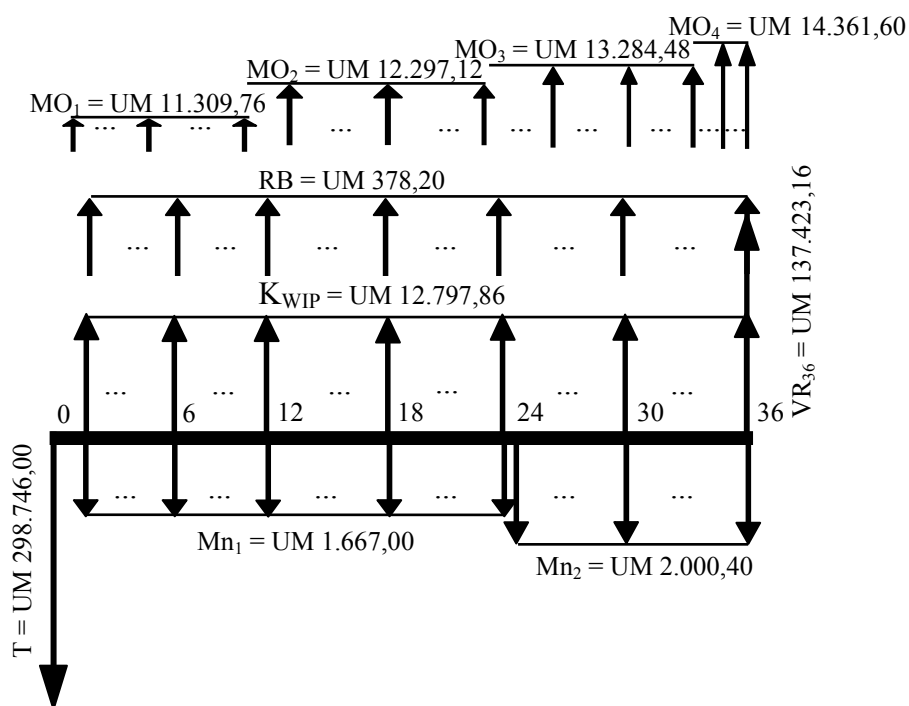 MO₄ = UM 14.361,60
MO₃ = UM 13.284,48
MO₂ = UM 12.297,12
MO₁ = UM 11.309,76
... ... ... ... ... ... ......
RB = UM 378,20
... ... ... ... ... ...
K_WIP = UM 12.797,86
... ... ... ... ... ...
0 6 12 18 24 30 36
VR₃₆ = UM 137.423,16
... ... ... ... ... ...
Mn₁ = UM 1.667,00
Mn₂ = UM 2.000,40
T = UM 298.746,00